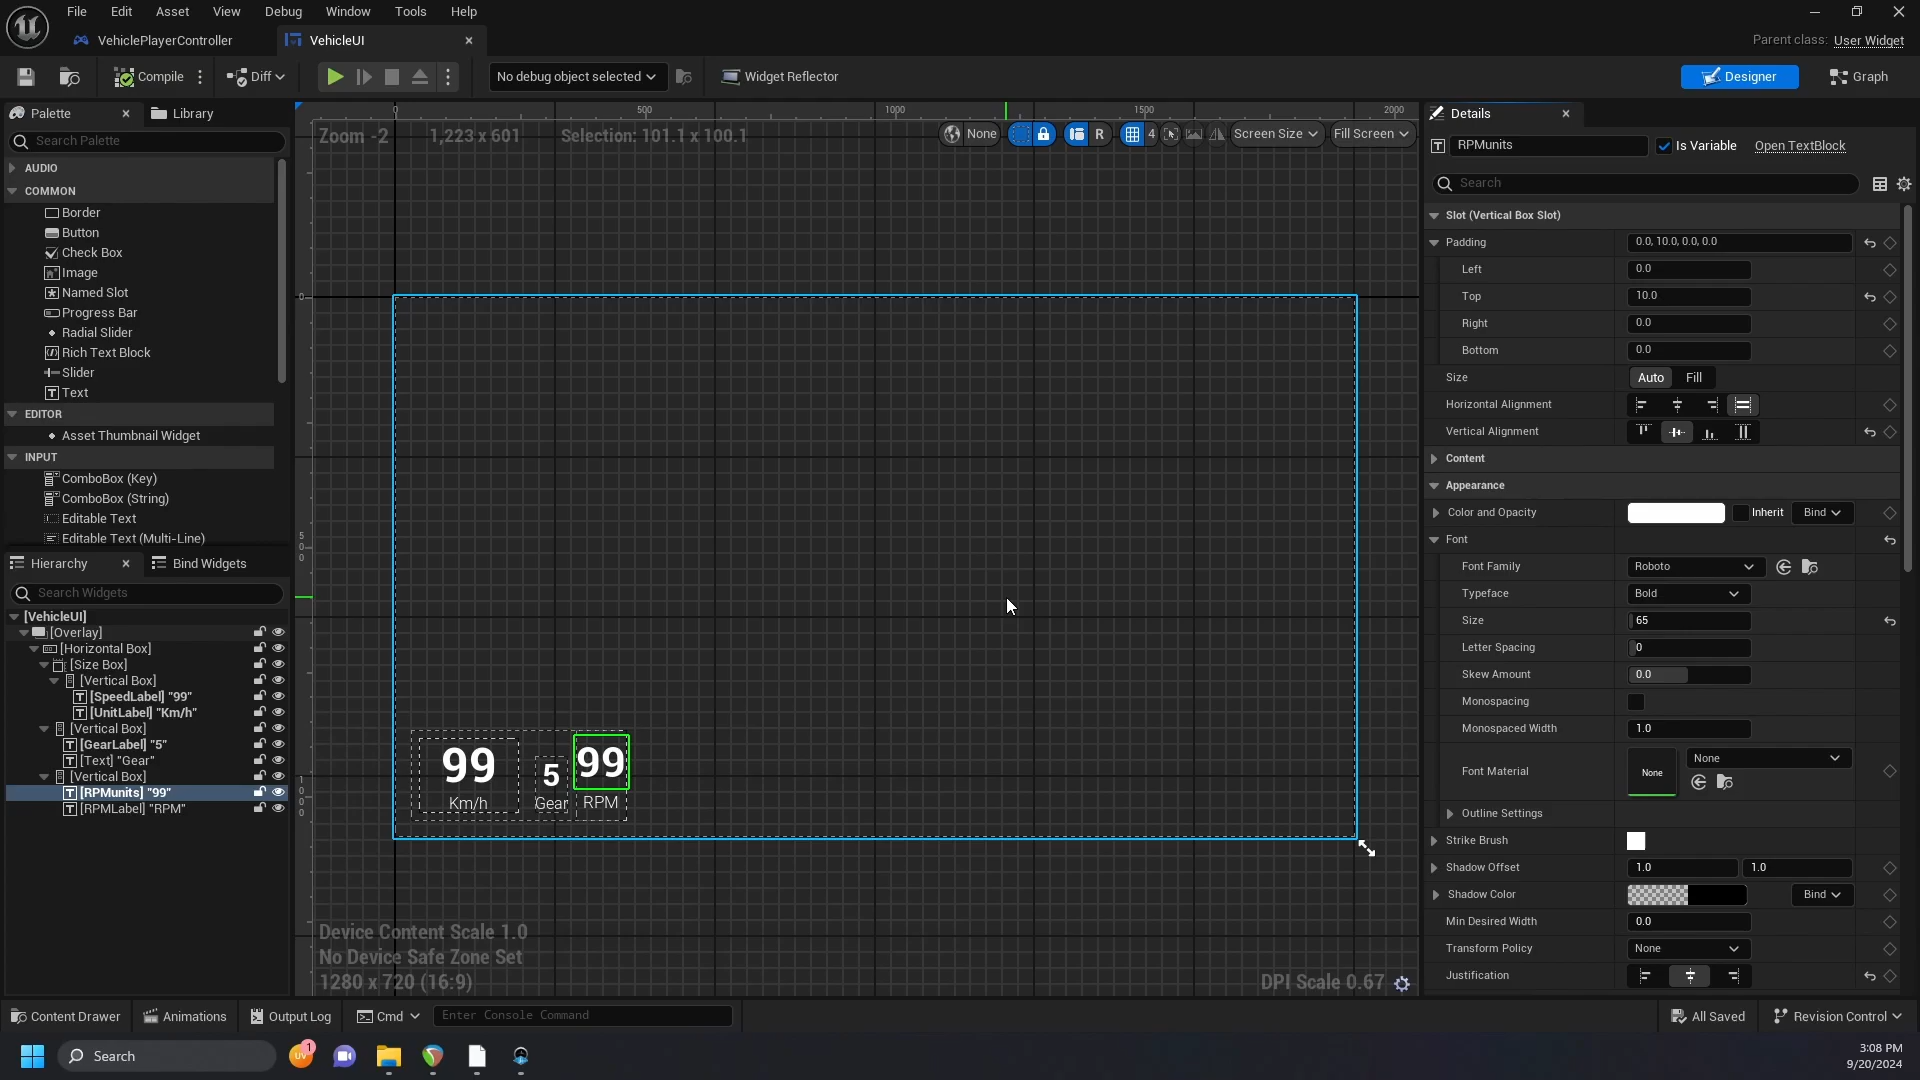 File Edit Asset View Debug Window Tools Help
VehiclePlayerController VehicleUI
Parent class: User Widget
Compile Diff No debug object selected Widget Reflector Designer Graph
Palette Library
Search Palette
AUDIO
COMMON
Border
Button
Check Box
Image
Named Slot
Progress Bar
Radial Slider
Rich Text Block
Slider
Text
EDITOR
Asset Thumbnail Widget
INPUT
ComboBox (Key)
ComboBox (String)
Editable Text
Editable Text (Multi-Line)
Hierarchy Bind Widgets
Search Widgets
[VehicleUI]
[Overlay]
[Horizontal Box]
[Size Box]
[Vertical Box]
[SpeedLabel] "99"
[UnitLabel] "Km/h"
[Vertical Box]
[GearLabel] "5"
[Text] "Gear"
[Vertical Box]
[RPMunits] "99"
[RPMLabel] "RPM"
0 500 1000 1500 2000
Zoom -2 1,223 x 601 Selection: 101.1 x 100.1
None R 4 Screen Size Fill Screen
0
5
0
0
1
0
0
0
99 5 99
Km/h Gear RPM
Device Content Scale 1.0
No Device Safe Zone Set
1280 x 720 (16:9)
DPI Scale 0.67
Details
RPMunits Is Variable Open TextBlock
Search
Slot (Vertical Box Slot)
Padding 0.0, 10.0, 0.0, 0.0
Left 0.0
Top 10.0
Right 0.0
Bottom 0.0
Size Auto Fill
Horizontal Alignment
Vertical Alignment
Content
Appearance
Color and Opacity Inherit Bind
Font
Font Family Roboto
Typeface Bold
Size 65
Letter Spacing 0
Skew Amount 0.0
Monospacing
Monospaced Width 1.0
Font Material None None
Outline Settings
Strike Brush
Shadow Offset 1.0 1.0
Shadow Color Bind
Min Desired Width 0.0
Transform Policy None
Justification
Content Drawer Animations Output Log Cmd Enter Console Command All Saved Revision Control
Search UV 1
3:08 PM
9/20/2024